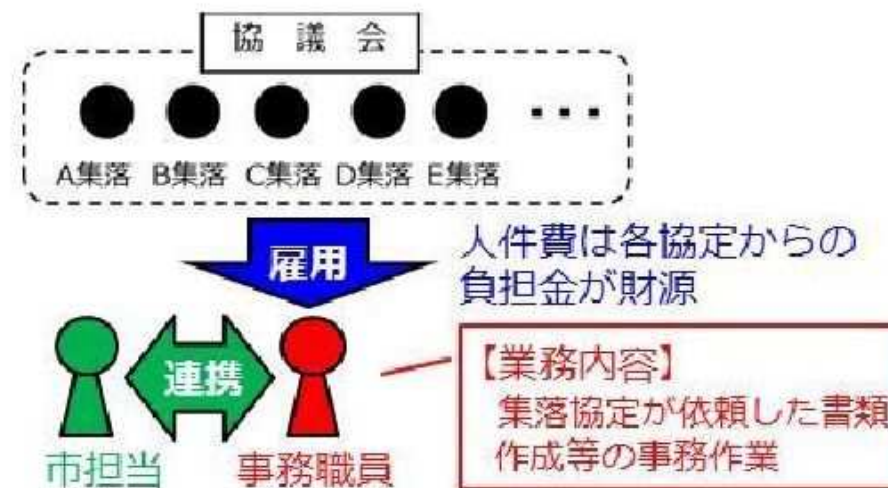 協 議 会
A集落 B集落 C集落 D集落 E集落 ・・・
雇用
人件費は各協定からの
負担金が財源
連携
市担当
事務職員
【業務内容】
集落協定が依頼した書類
作成等の事務作業